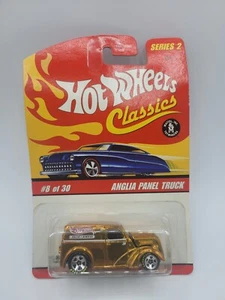 SERIES 2
Hot Wheels
Classics
#8 of 30
ANGLIA PANEL TRUCK